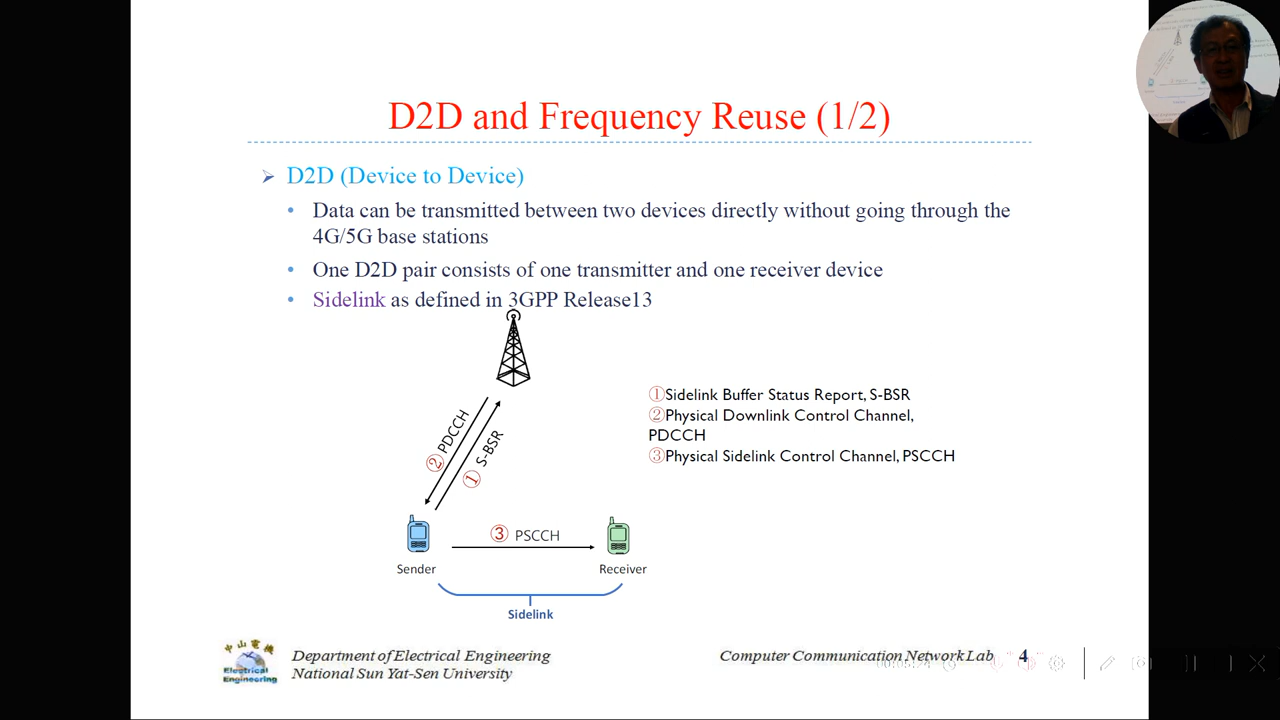 D2D and Frequency Reuse (1/2)
D2D (Device to Device)
Data can be transmitted between two devices directly without going through the
4G/5G base stations
One D2D pair consists of one transmitter and one receiver device
Sidelink as defined in 3GPP Release13
①Sidelink Buffer Status Report, S-BSR
②Physical Downlink Control Channel,
PDCCH
③Physical Sidelink Control Channel, PSCCH
② PDCCH
① S-BSR
③ PSCCH
Sender
Receiver
Sidelink
中山電機
Electrical
Engineering
Department of Electrical Engineering
National Sun Yat-Sen University
Computer Communication Network Lab
4